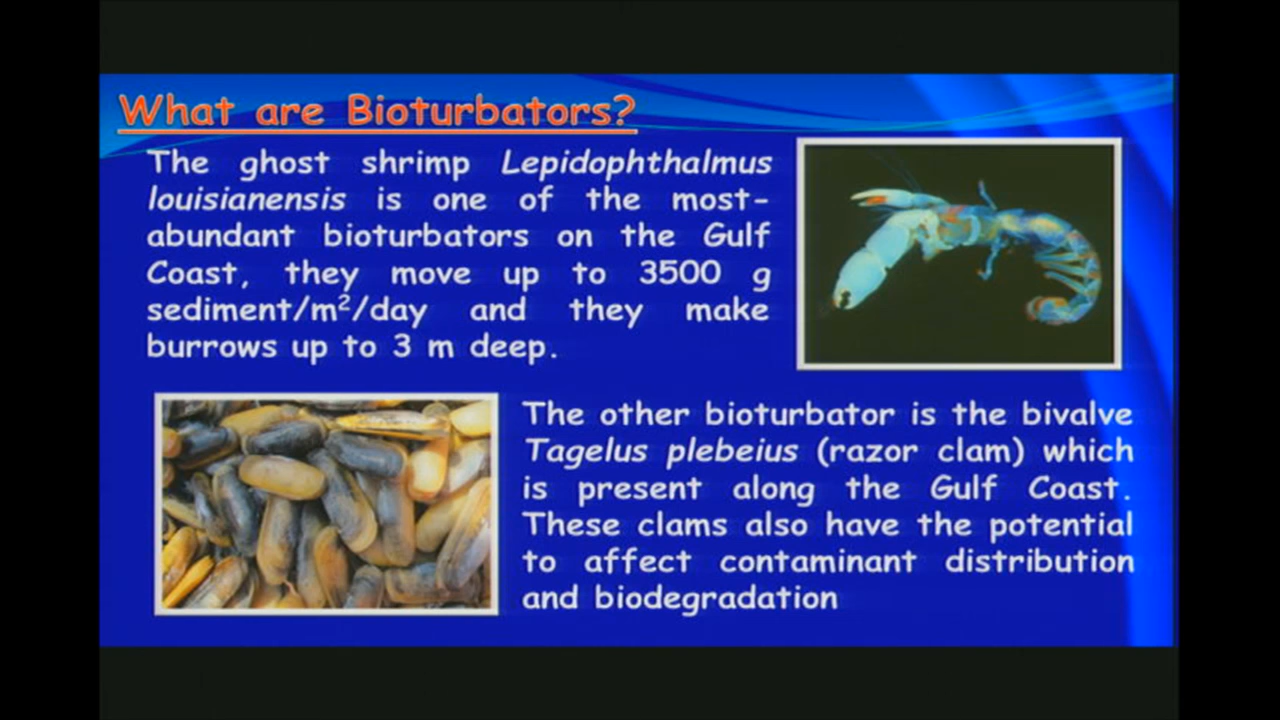 What are Bioturbators?
The ghost shrimp Lepidophthalmus
louisianensis is one of the most-
abundant bioturbators on the Gulf
Coast, they move up to 3500 g
sediment/m²/day and they make
burrows up to 3 m deep.
The other bioturbator is the bivalve
Tagelus plebeius (razor clam) which
is present along the Gulf Coast.
These clams also have the potential
to affect contaminant distribution
and biodegradation